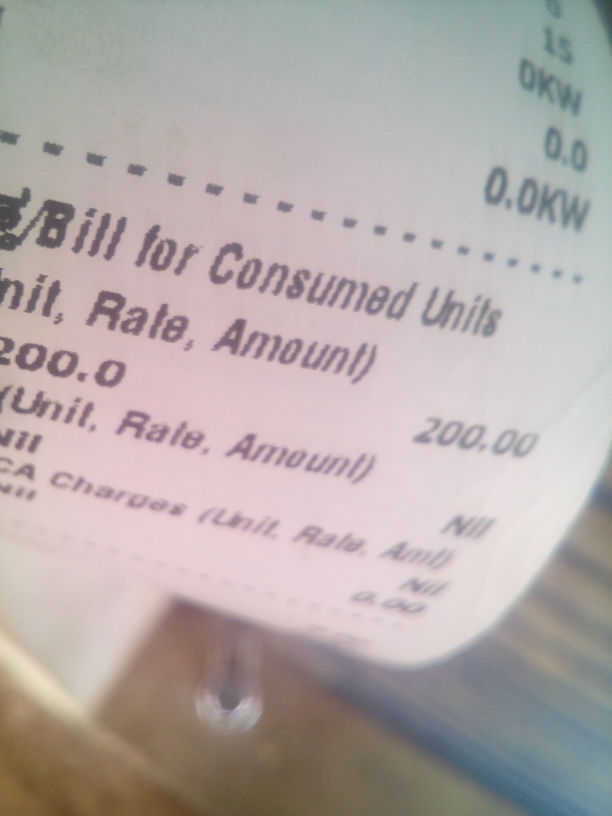 15
0KW
0.0
0.0KW
/Bill for Consumed Units
nit, Rate, Amount)
200.0
200.00
(Unit, Rate, Amount)
Nil
Nil
CA Charges (Unit, Rate, Amt)
Nil
Nil
0.00